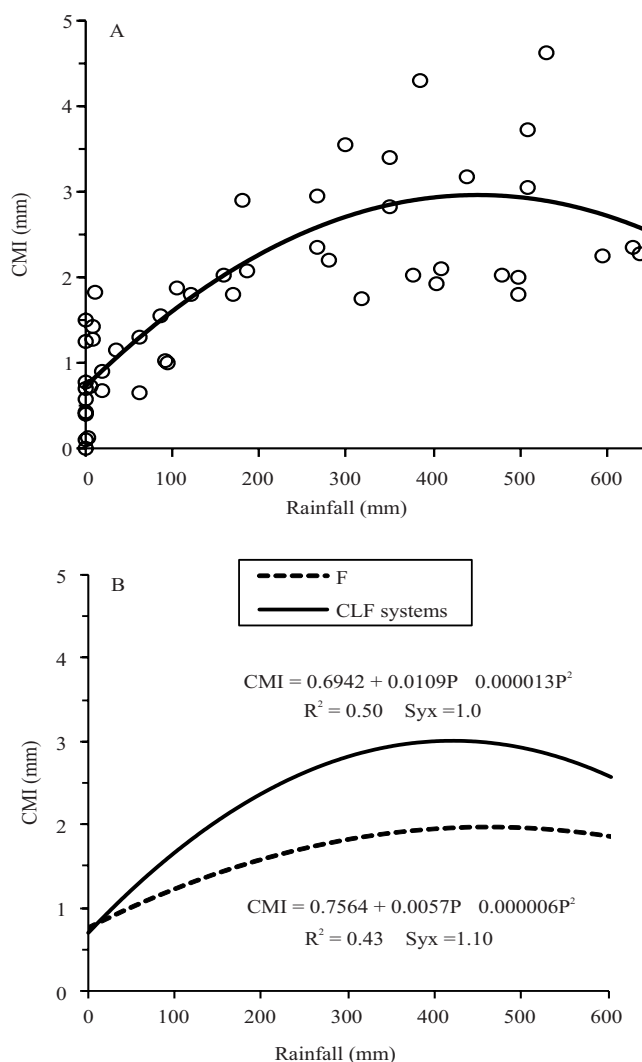 A
5
4
3
2
1
0
CMI (mm)
0 100 200 300 400 500 600
Rainfall (mm)
B
F
CLF systems
5
4
3
2
1
0
CMI (mm)
CMI = 0.6942 + 0.0109P 0.000013P²
R² = 0.50 Syx =1.0
CMI = 0.7564 + 0.0057P 0.000006P²
R² = 0.43 Syx =1.10
0 100 200 300 400 500 600
Rainfall (mm)